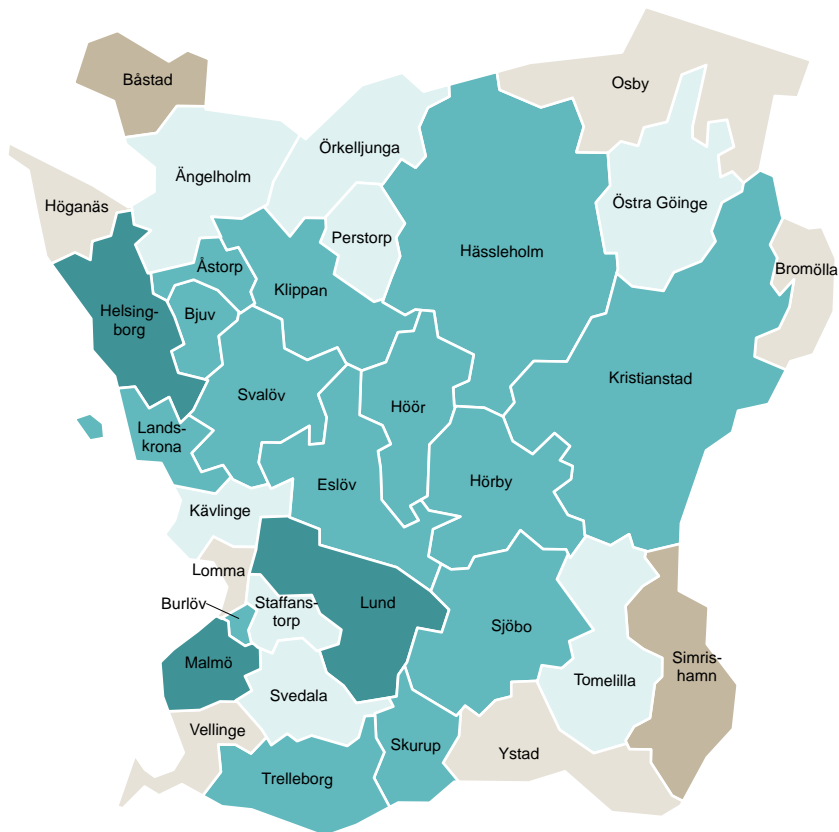 Båstad
Osby
Örkelljunga
Ängelholm
Östra Göinge
Höganäs
Perstorp
Hässleholm
Åstorp
Bromölla
Klippan
Helsing-
borg
Bjuv
Kristianstad
Svalöv
Höör
Lands-
krona
Eslöv
Hörby
Kävlinge
Lomma
Burlöv
Staffans-
torp
Lund
Sjöbo
Malmö
Simris-
hamn
Tomelilla
Svedala
Vellinge
Skurup
Ystad
Trelleborg